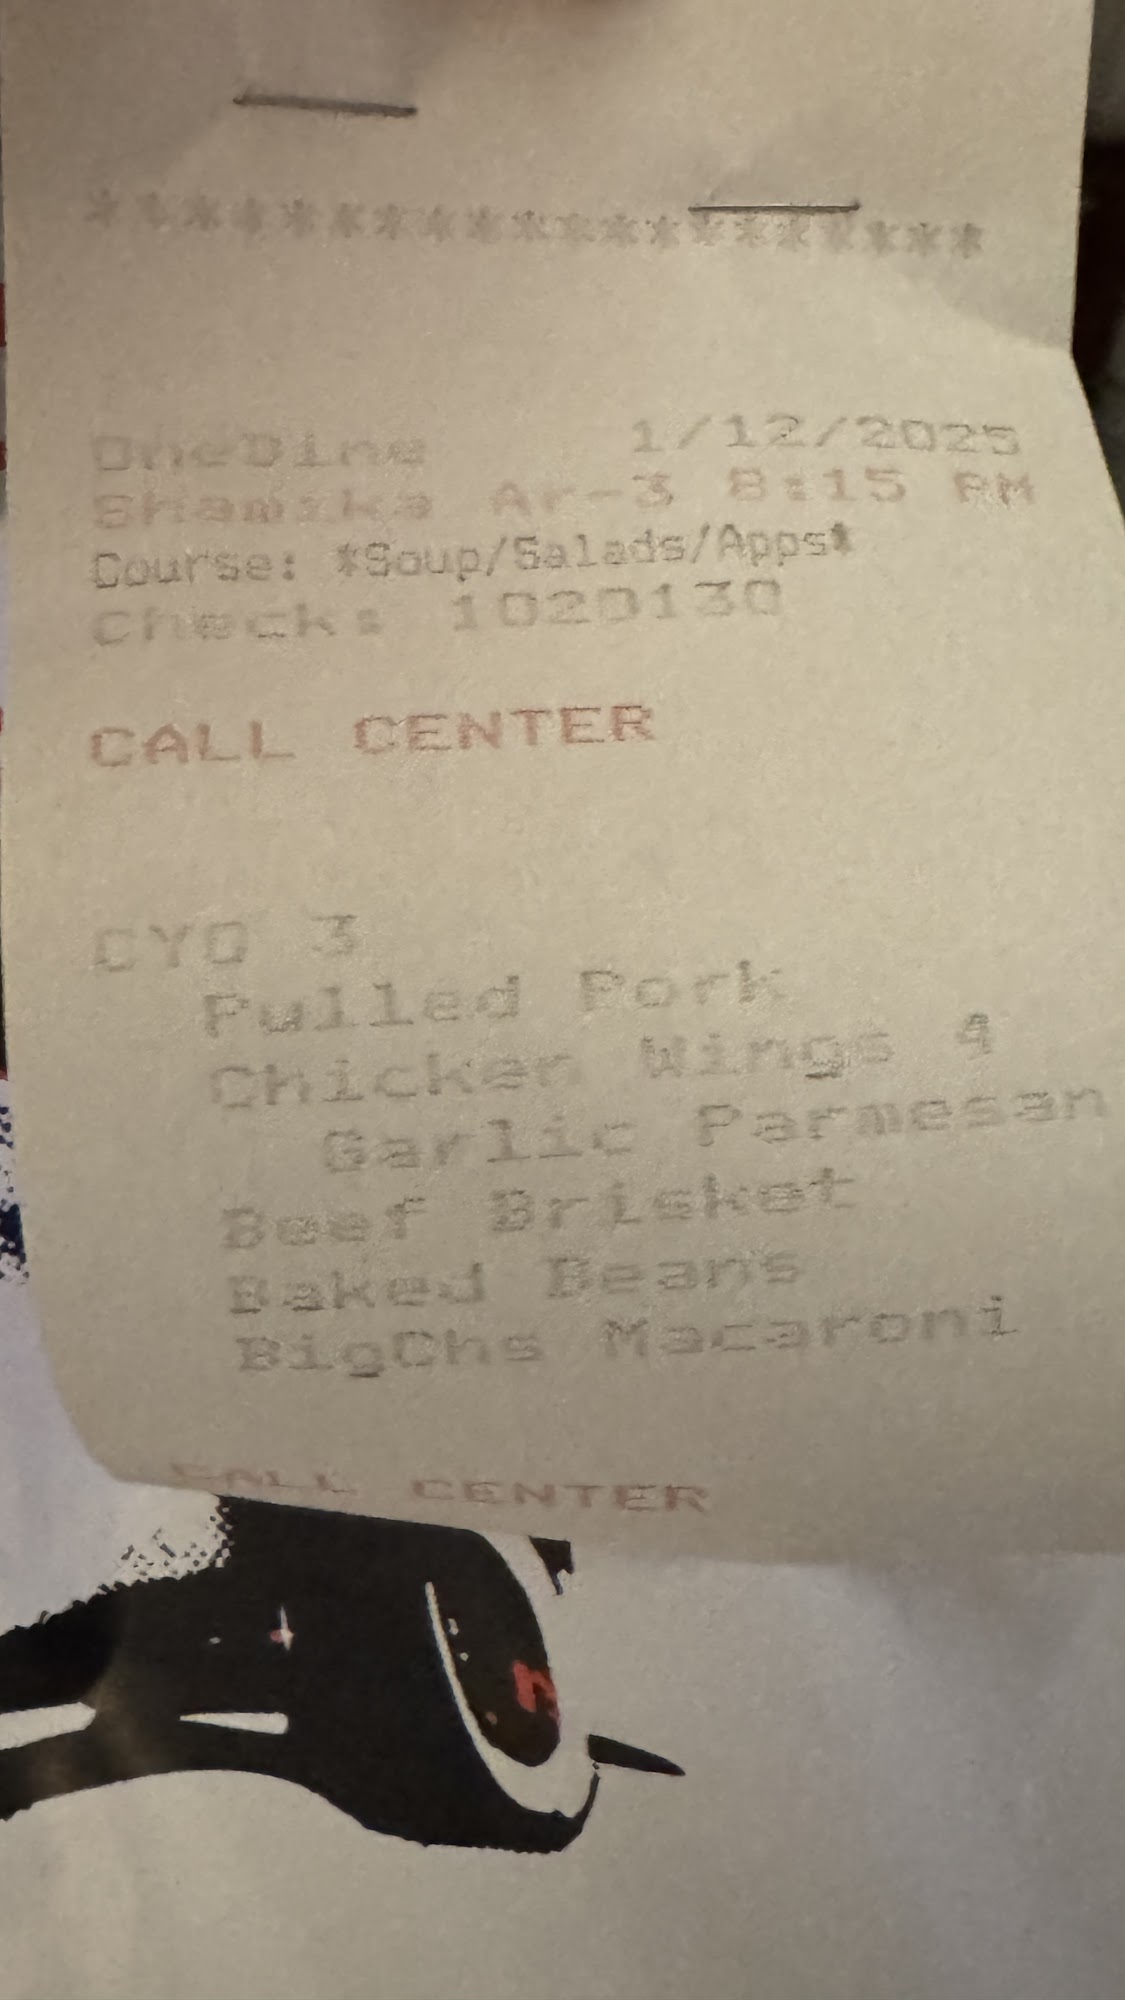 ********************
OneDine 1/12/2025
Shamika Ar-3 8:15 PM
Course: *Soup/Salads/Apps*
Check: 1020130
CALL CENTER
CYO 3
Pulled Pork
Chicken Wings 4
Garlic Parmesan
Beef Brisket
Baked Beans
BigChs Macaroni
CALL CENTER